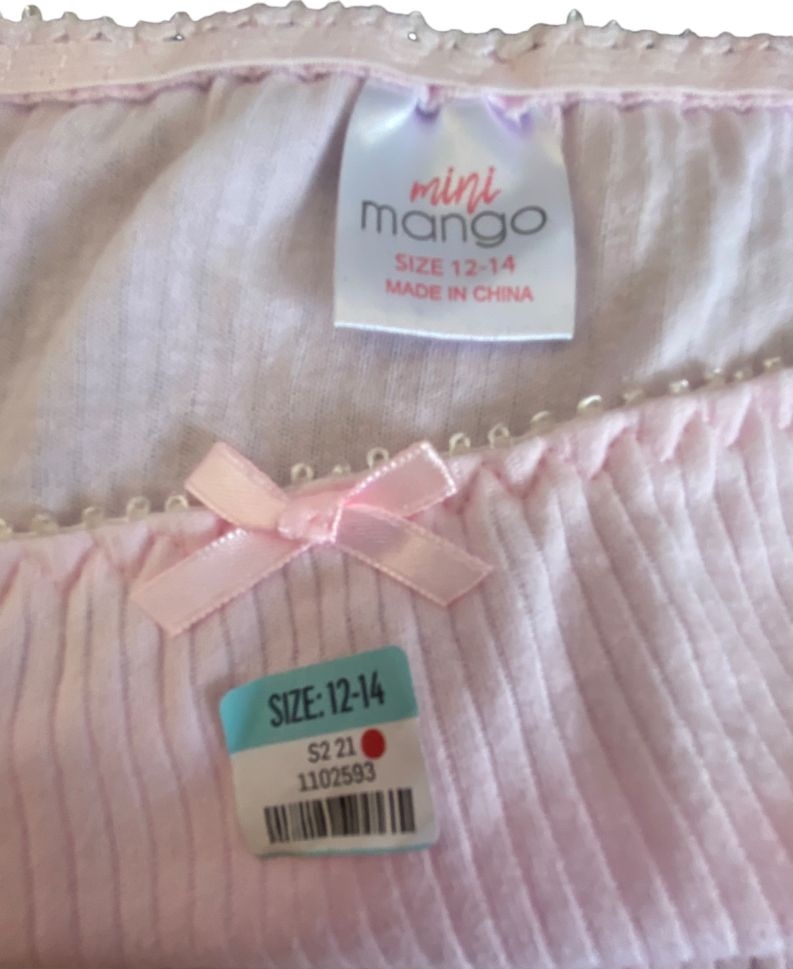 mini
mango
SIZE 12-14
MADE IN CHINA
SIZE: 12-14
S2 21
1102593